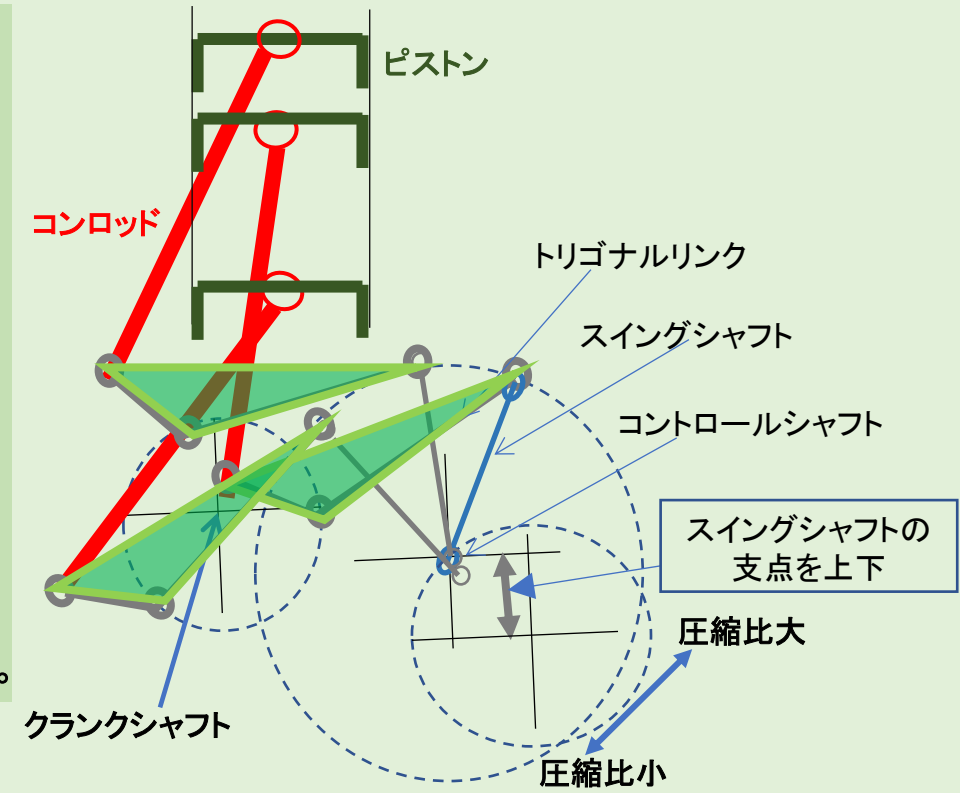 ピストン
コンロッド
トリゴナルリンク
スイングシャフト
コントロールシャフト
スイングシャフトの
支点を上下
圧縮比大
。
クランクシャフト
圧縮比小